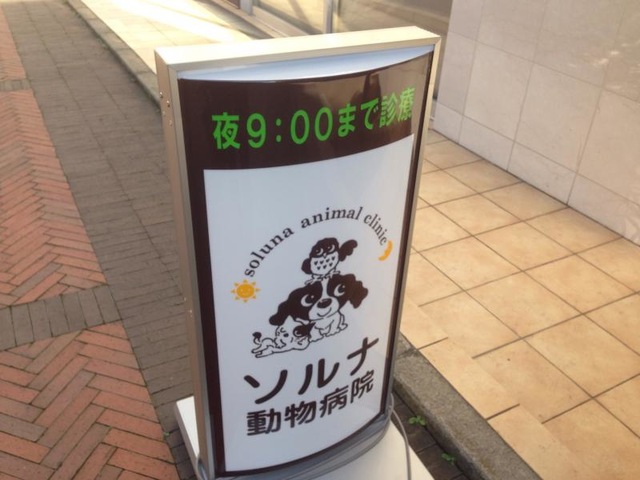 夜9:00まで診療
soluna animal clinic
ソルナ
動物病院